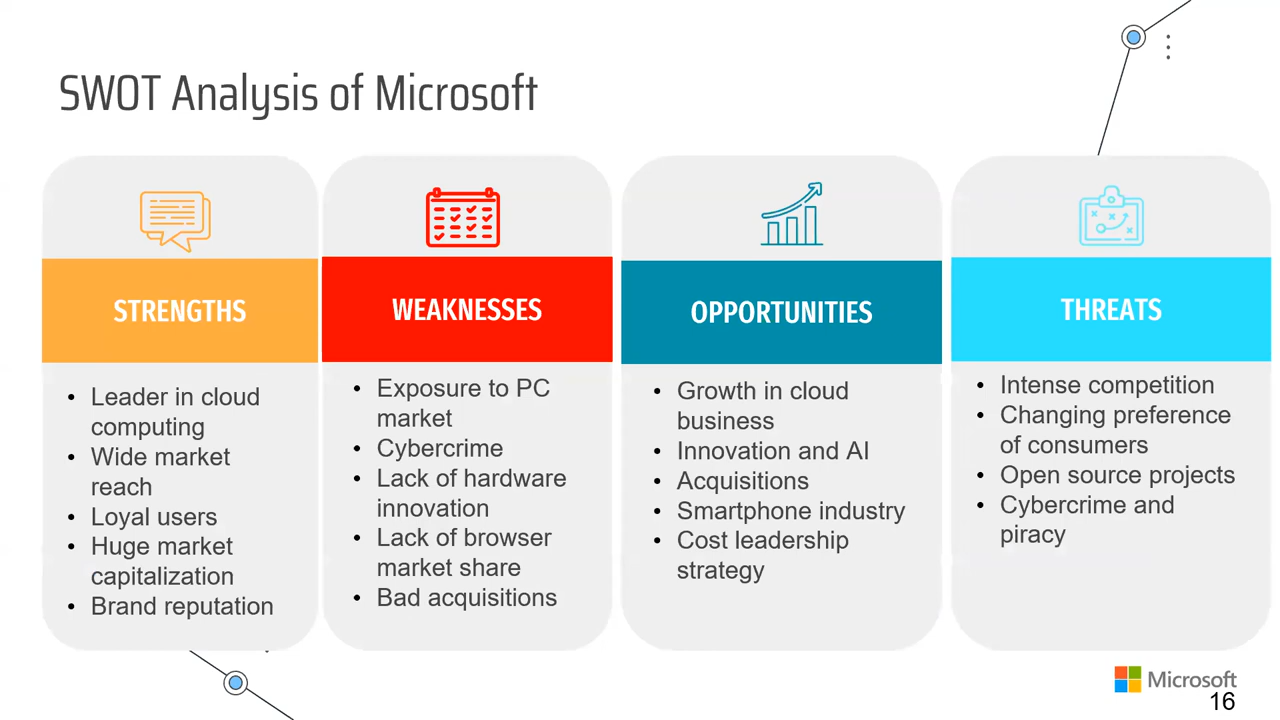 SWOT Analysis of Microsoft
STRENGTHS
• Leader in cloud
computing
• Wide market
reach
• Loyal users
• Huge market
capitalization
• Brand reputation
WEAKNESSES
• Exposure to PC
market
• Cybercrime
• Lack of hardware
innovation
• Lack of browser
market share
• Bad acquisitions
OPPORTUNITIES
• Growth in cloud
business
• Innovation and AI
• Acquisitions
• Smartphone industry
• Cost leadership
strategy
THREATS
• Intense competition
• Changing preference
of consumers
• Open source projects
• Cybercrime and
piracy
Microsoft
16